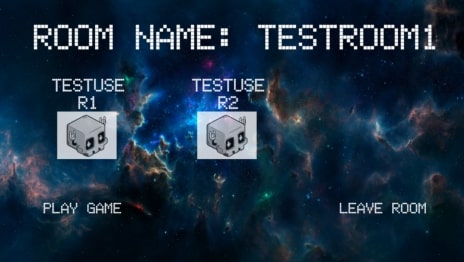 ROOM NAME: TESTROOM1
TESTUSE
R1
TESTUSE
R2
PLAY GAME
LEAVE ROOM